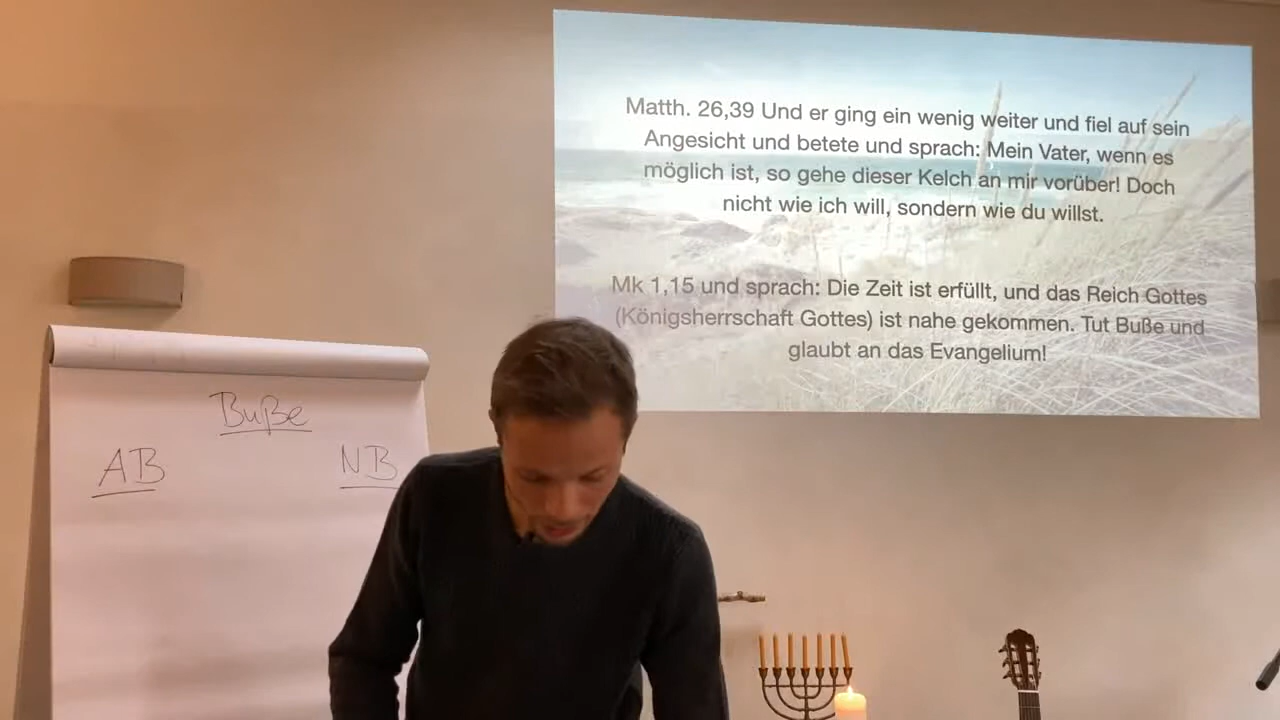 Matth. 26,39 Und er ging ein wenig weiter und fiel auf sein
Angesicht und betete und sprach: Mein Vater, wenn es
möglich ist, so gehe dieser Kelch an mir vorüber! Doch
nicht wie ich will, sondern wie du willst.
Mk 1,15 und sprach: Die Zeit ist erfüllt, und das Reich Gottes
(Königsherrschaft Gottes) ist nahe gekommen. Tut Buße und
glaubt an das Evangelium!
Buße
AB
NB